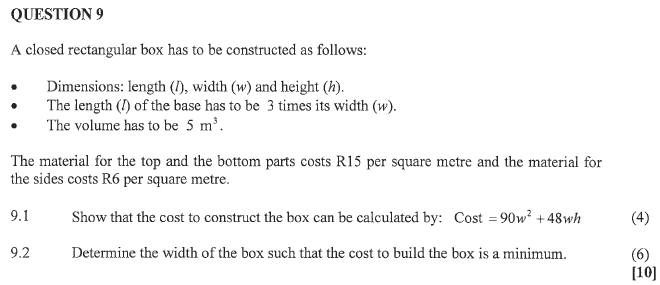 QUESTION 9
A closed rectangular box has to be constructed as follows:
• Dimensions: length (l), width (w) and height (h).
• The length (l) of the base has to be 3 times its width (w).
• The volume has to be 5 m³.
The material for the top and the bottom parts costs R15 per square metre and the material for
the sides costs R6 per square metre.
9.1 Show that the cost to construct the box can be calculated by: Cost = 90w² + 48wh (4)
9.2 Determine the width of the box such that the cost to build the box is a minimum. (6)
[10]